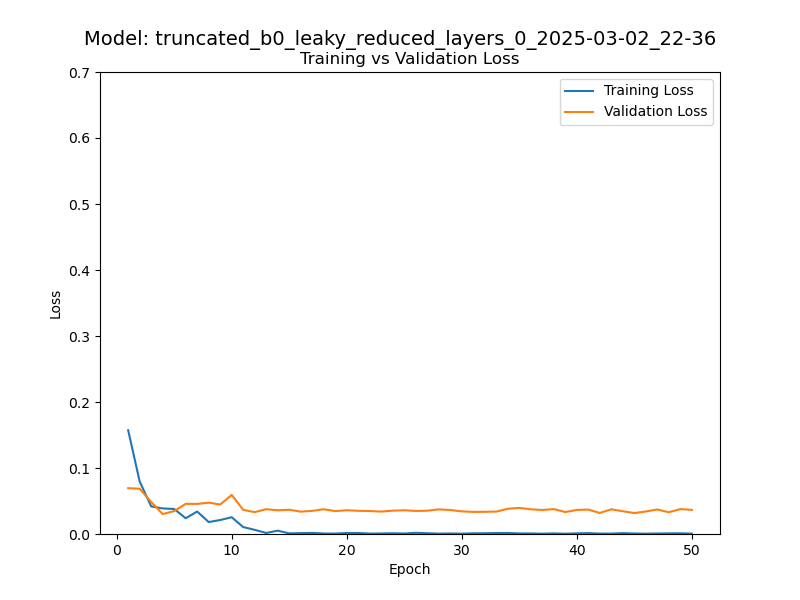 Model: truncated_b0_leaky_reduced_layers_0_2025-03-02_22-36
Training vs Validation Loss
Training Loss
Validation Loss
0.7
0.6
0.5
0.4
0.3
0.2
0.1
0.0
Loss
0
10
20
30
40
50
Epoch